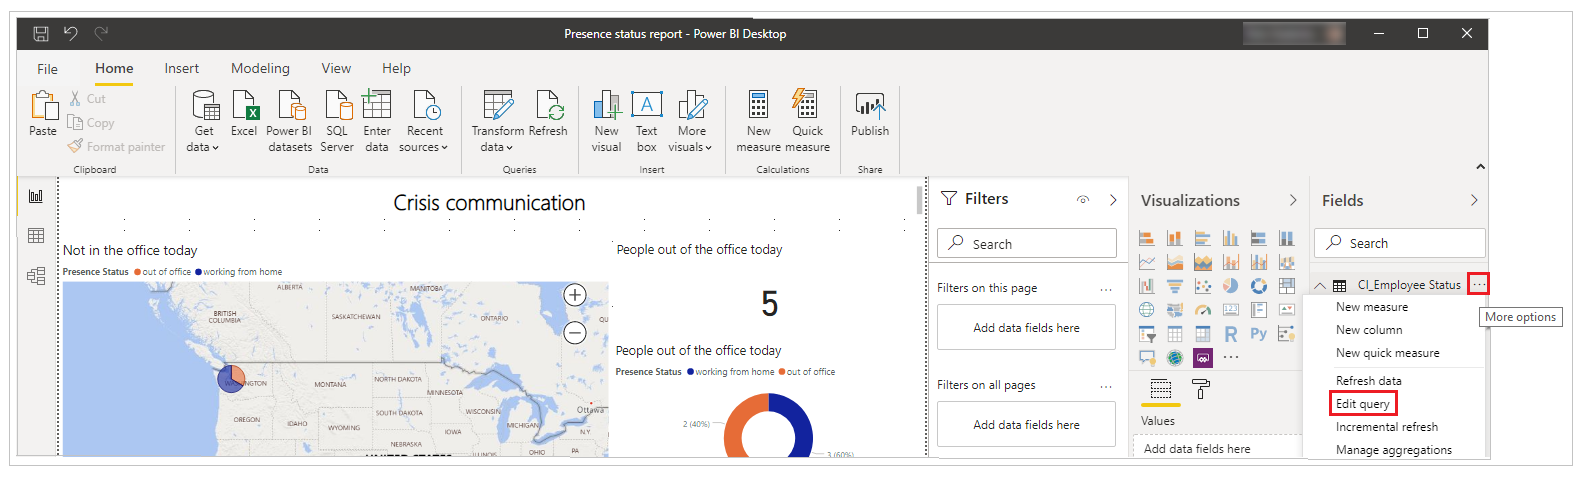 Presence status report - Power BI Desktop
File Home Insert Modeling View Help
Paste
Cut
Copy
Format painter
Clipboard
Get data
Excel
Power BI datasets
SQL Server
Enter data
Recent sources
Data
Transform data
Refresh
Queries
New visual
Text box
More visuals
Insert
New measure
Quick measure
Calculations
Publish
Share
Crisis communication
Not in the office today
Presence Status out of office working from home
ALBERTA
MANITOBA
BRITISH
COLUMBIA
SASKATCHEWAN
ONTARIO
WASHINGTON
MONTANA
NORTH DAKOTA
MINNESOTA
OREGON
IDAHO
WYOMING
SOUTH DAKOTA
WISCONSIN
MICHIGAN
Ottawa
N.Y.
NEBRASKA
IOWA
ILLINOIS
OHIO
PA
UNITED STATES
People out of the office today
5
People out of the office today
Presence Status working from home out of office
2 (40%)
3 (60%)
Filters
Search
Filters on this page ...
Add data fields here
Filters on all pages ...
Add data fields here
Visualizations
123
R
Py
...
Values
Add data fields here
Fields
Search
CI_Employee Status ...
More options
New measure
New column
New quick measure
Refresh data
Edit query
Incremental refresh
Manage aggregations